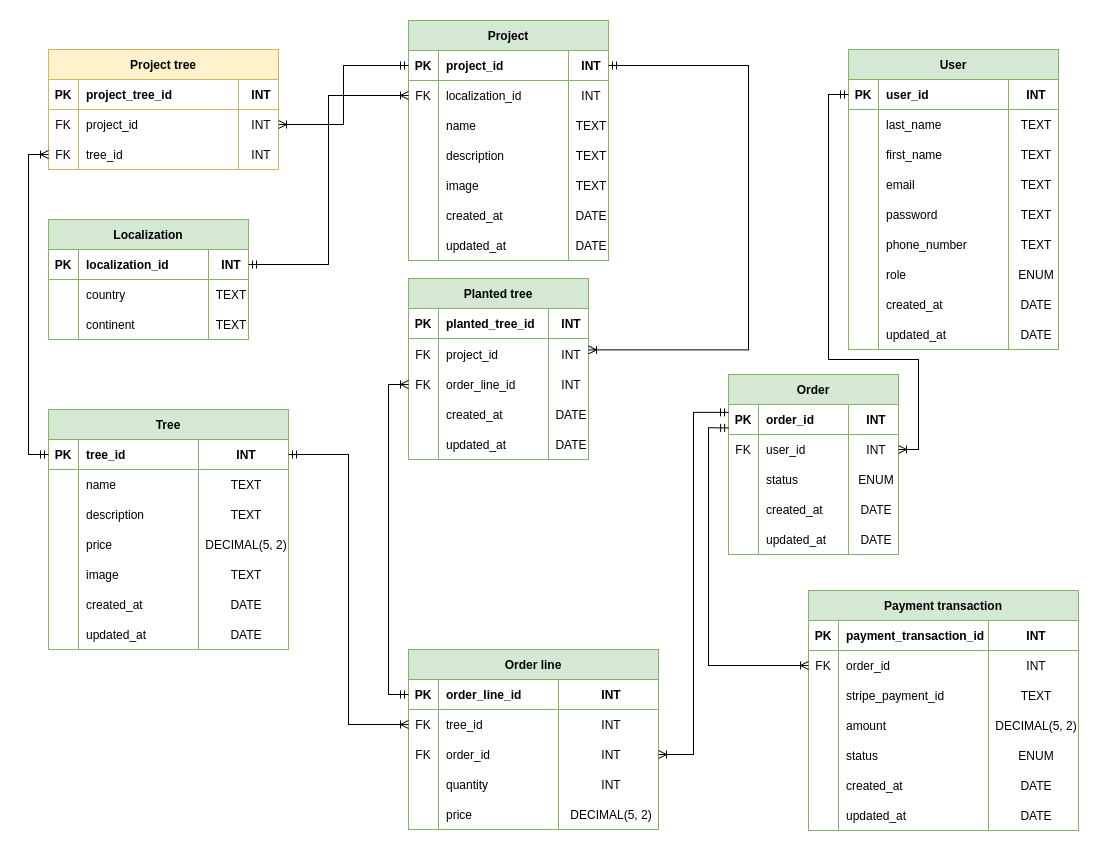 Project tree
PK project_tree_id INT
FK project_id INT
FK tree_id INT
Project
PK project_id INT
FK localization_id INT
name TEXT
description TEXT
image TEXT
created_at DATE
updated_at DATE
User
PK user_id INT
last_name TEXT
first_name TEXT
email TEXT
password TEXT
phone_number TEXT
role ENUM
created_at DATE
updated_at DATE
Localization
PK localization_id INT
country TEXT
continent TEXT
Planted tree
PK planted_tree_id INT
FK project_id INT
FK order_line_id INT
created_at DATE
updated_at DATE
Order
PK order_id INT
FK user_id INT
status ENUM
created_at DATE
updated_at DATE
Tree
PK tree_id INT
name TEXT
description TEXT
price DECIMAL(5, 2)
image TEXT
created_at DATE
updated_at DATE
Order line
PK order_line_id INT
FK tree_id INT
FK order_id INT
quantity INT
price DECIMAL(5, 2)
Payment transaction
PK payment_transaction_id INT
FK order_id INT
stripe_payment_id TEXT
amount DECIMAL(5, 2)
status ENUM
created_at DATE
updated_at DATE